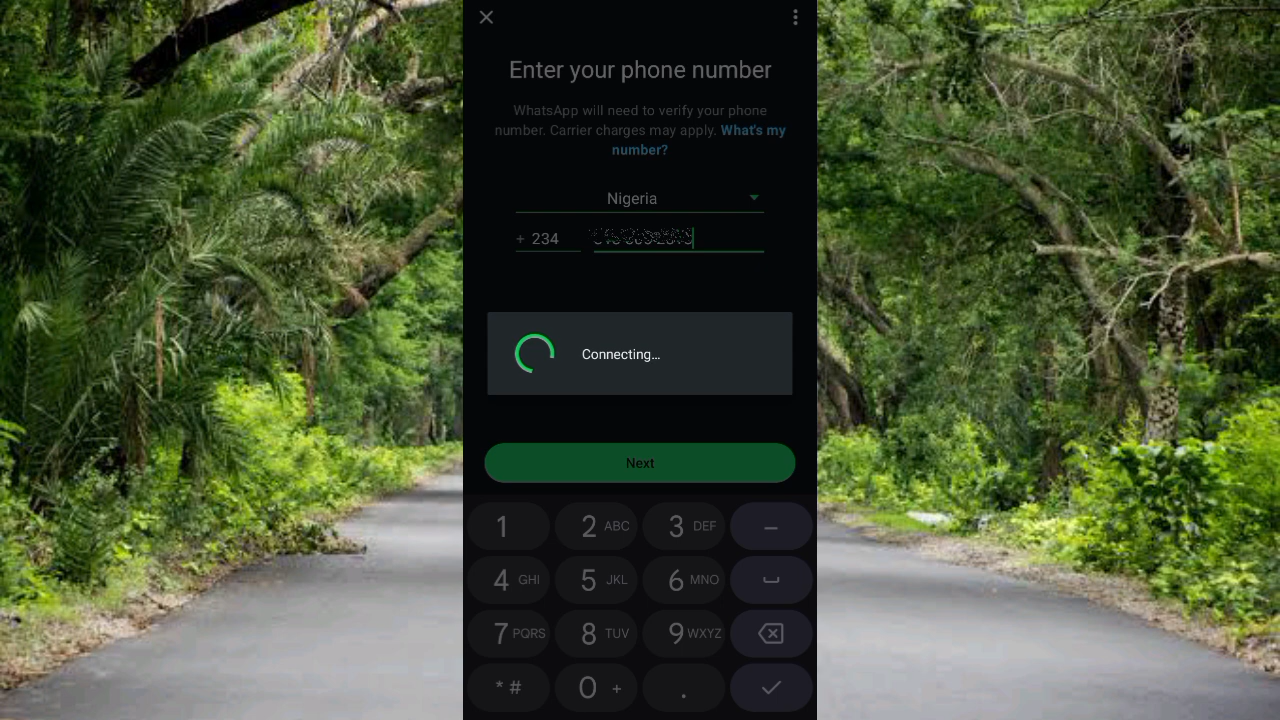 Enter your phone number
WhatsApp will need to verify your phone
number. Carrier charges may apply. What's my
number?
Nigeria
+ 234
Connecting...
Next
1 2 ABC 3 DEF –
4 GHI 5 JKL 6 MNO
7 PQRS 8 TUV 9 WXYZ
* # 0 + .